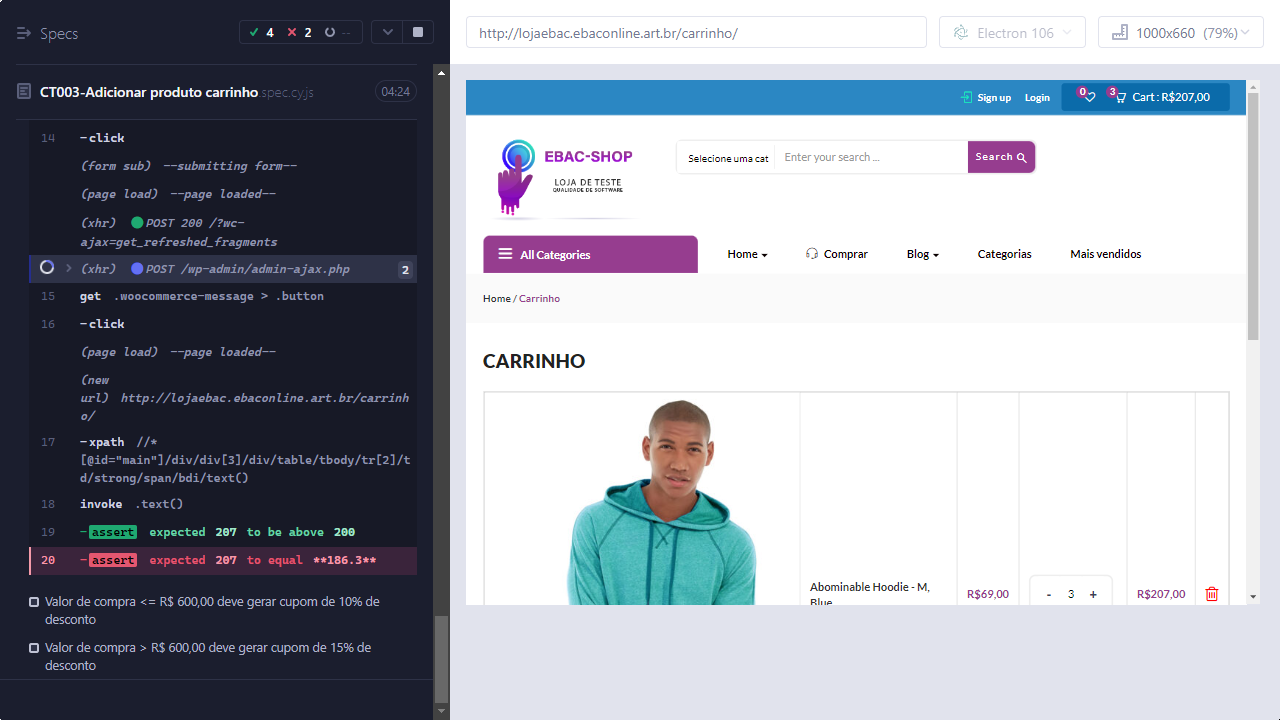 Specs
4
2
--
CT003-Adicionar produto carrinho.spec.cy.js
04:24
14 -click
(form sub) --submitting form--
(page load) --page loaded--
(xhr) POST 200 /?wc-
ajax=get_refreshed_fragments
(xhr) POST /wp-admin/admin-ajax.php 2
15 get .woocommerce-message > .button
16 -click
(page load) --page loaded--
(new
url) http://lojaebac.ebaconline.art.br/carrinh
o/
17 -xpath //*
[@id="main"]/div/div[3]/div/table/tbody/tr[2]/t
d/strong/span/bdi/text()
18 invoke .text()
19 -assert expected 207 to be above 200
20 -assert expected 207 to equal **186.3**
Valor de compra <= R$ 600,00 deve gerar cupom de 10% de
desconto
Valor de compra > R$ 600,00 deve gerar cupom de 15% de
desconto
http://lojaebac.ebaconline.art.br/carrinho/
Electron 106
1000x660 (79%)
Sign up
Login
0
3
Cart : R$207,00
EBAC-SHOP
LOJA DE TESTE
QUALIDADE DE SOFTWARE
Selecione uma cat
Enter your search ...
Search
All Categories
Home
Comprar
Blog
Categorias
Mais vendidos
Home / Carrinho
CARRINHO
Abominable Hoodie - M,
Blue
R$69,00
- 3 +
R$207,00